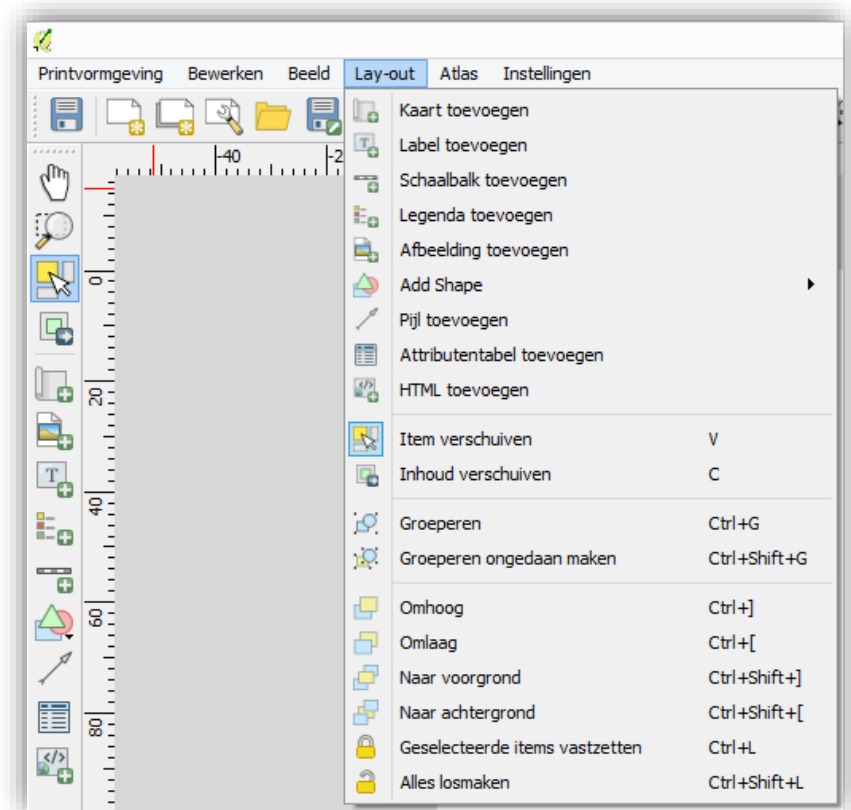 Printvormgeving Bewerken Beeld Lay-out Atlas Instellingen
Kaart toevoegen
Label toevoegen
Schaalbalk toevoegen
Legenda toevoegen
Afbeelding toevoegen
Add Shape
Pijl toevoegen
Attributentabel toevoegen
HTML toevoegen
Item verschuiven V
Inhoud verschuiven C
Groeperen Ctrl+G
Groeperen ongedaan maken Ctrl+Shift+G
Omhoog Ctrl+]
Omlaag Ctrl+[
Naar voorgrond Ctrl+Shift+]
Naar achtergrond Ctrl+Shift+[
Geselecteerde items vastzetten Ctrl+L
Alles losmaken Ctrl+Shift+L
-40 -2
0
20
40
60
80